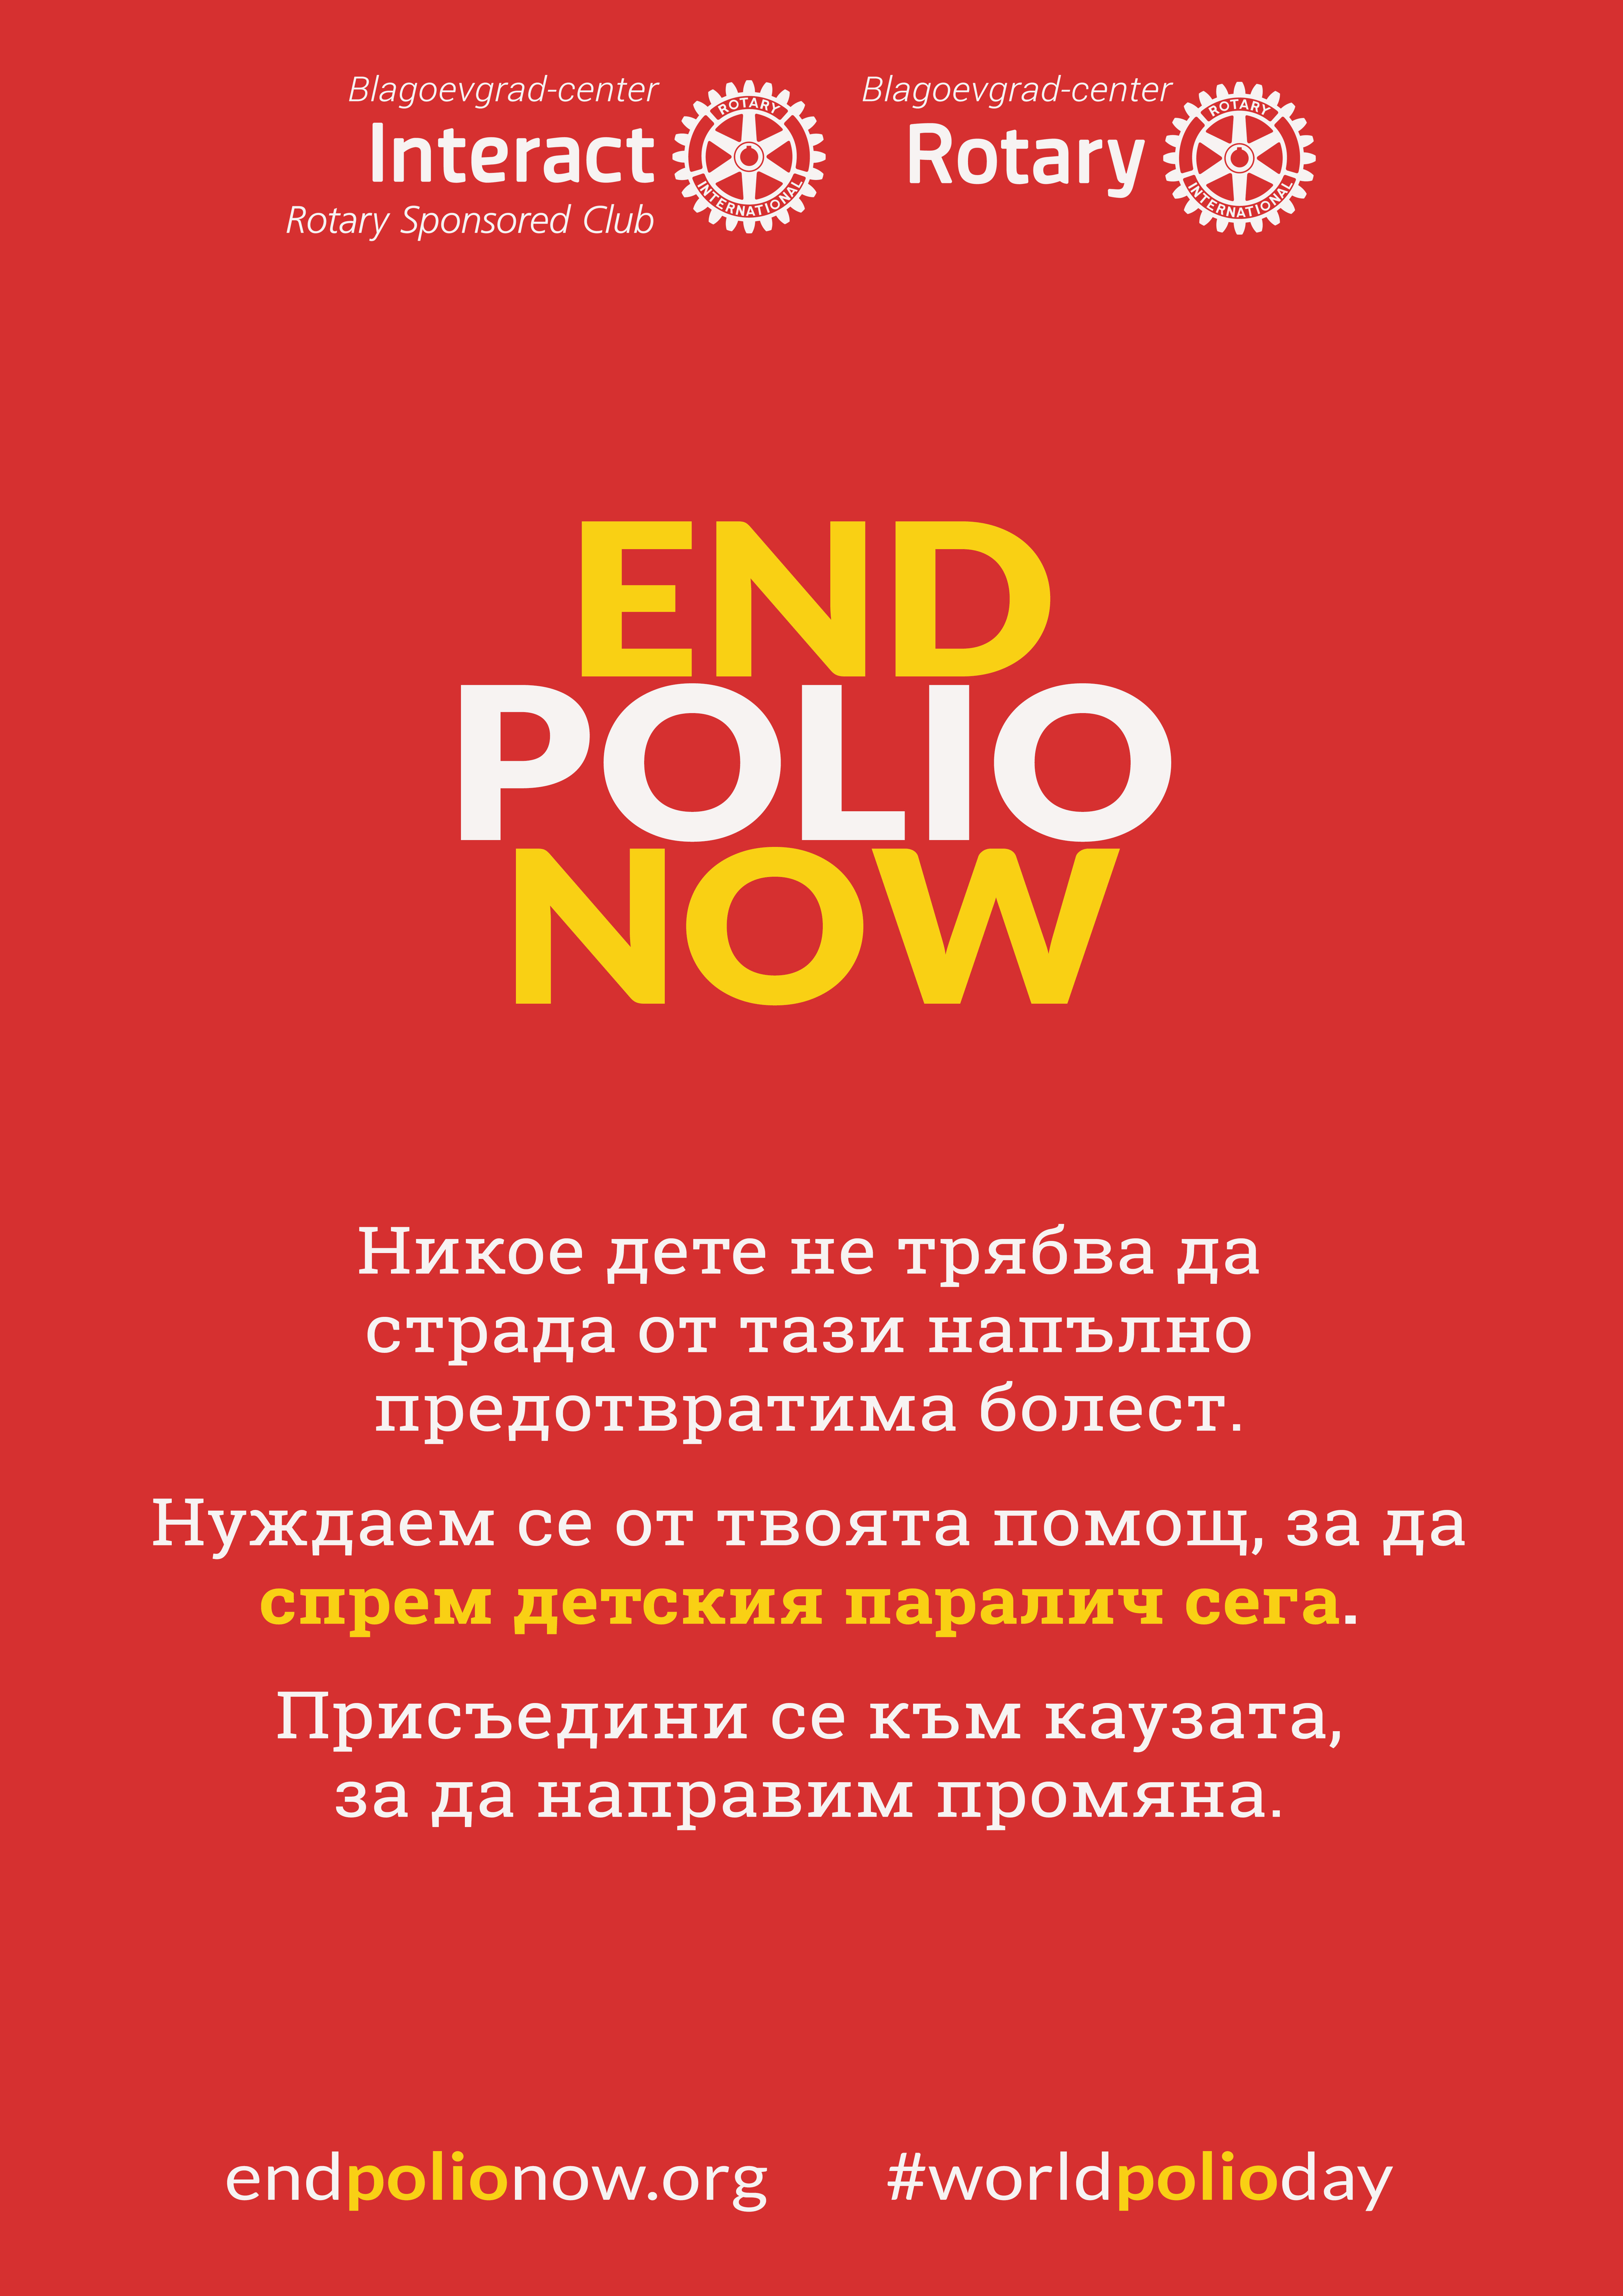 Blagoevgrad-center
Interact
Rotary Sponsored Club
ROTARY
INTERNATIONAL
Blagoevgrad-center
Rotary
ROTARY
INTERNATIONAL
END
POLIO
NOW
Никое дете не трябва да
страда от тази напълно
предотвратима болест.
Нуждаем се от твоята помощ, за да
спрем детския паралич сега.
Присъедини се към каузата,
за да направим промяна.
endpolionow.org
#worldpolioday